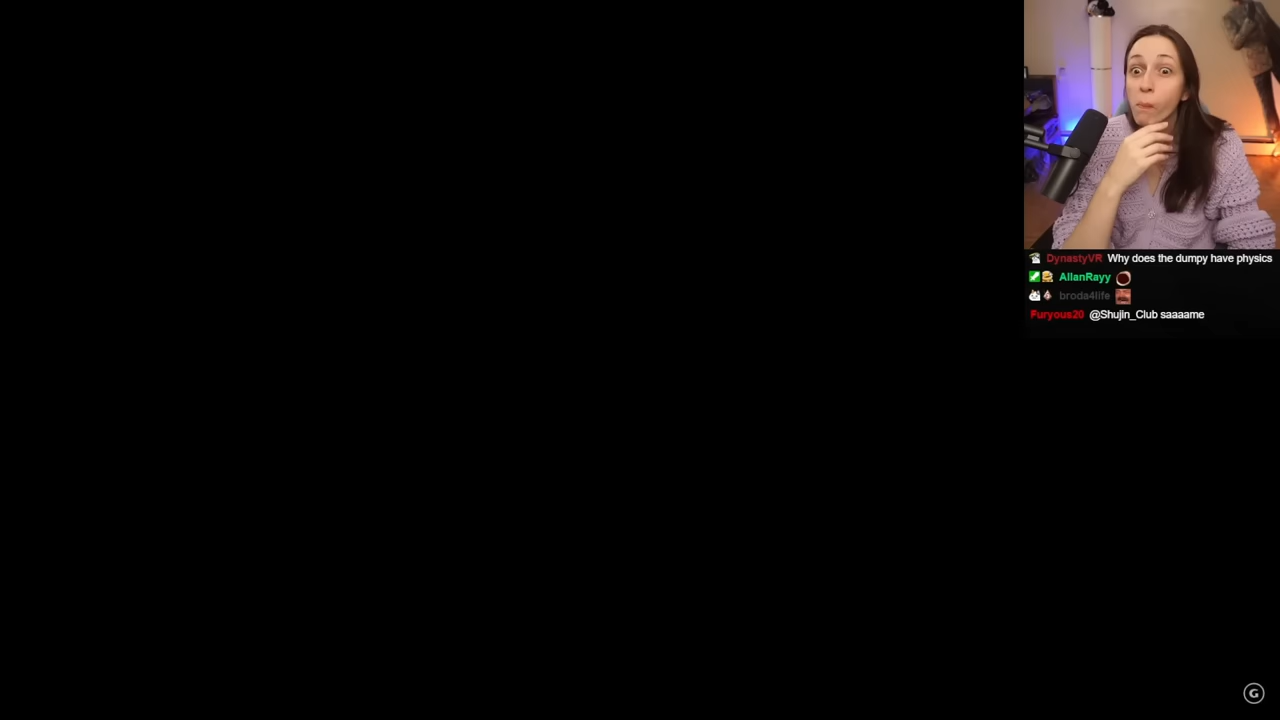 DynastyVR Why does the dumpy have physics
AllanRayy
broda4life
Furyous20 @Shujin_Club saaaame
G